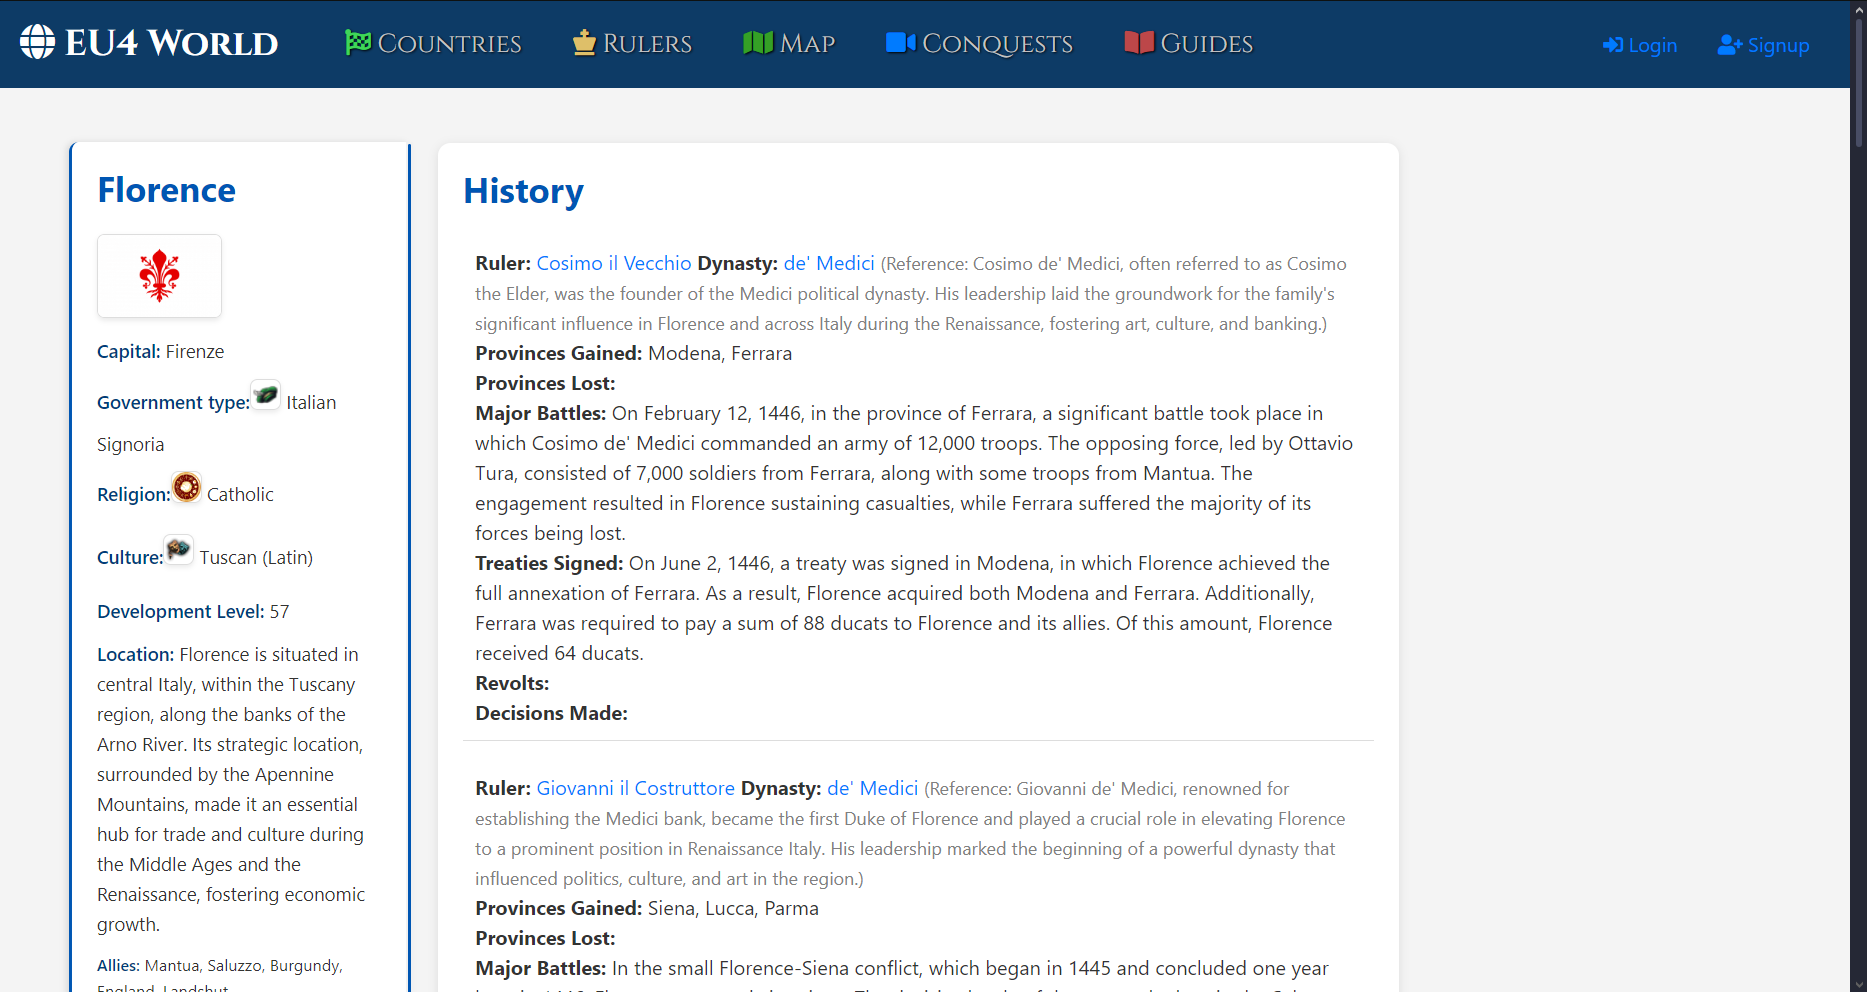 EU4 World
Countries
Rulers
Map
Conquests
Guides
Login
Signup
Florence
Capital: Firenze
Government type: Italian
Signoria
Religion: Catholic
Culture: Tuscan (Latin)
Development Level: 57
Location: Florence is situated in
central Italy, within the Tuscany
region, along the banks of the
Arno River. Its strategic location,
surrounded by the Apennine
Mountains, made it an essential
hub for trade and culture during
the Middle Ages and the
Renaissance, fostering economic
growth.
Allies: Mantua, Saluzzo, Burgundy,
England, Landshut
History
Ruler: Cosimo il Vecchio Dynasty: de' Medici (Reference: Cosimo de' Medici, often referred to as Cosimo
the Elder, was the founder of the Medici political dynasty. His leadership laid the groundwork for the family's
significant influence in Florence and across Italy during the Renaissance, fostering art, culture, and banking.)
Provinces Gained: Modena, Ferrara
Provinces Lost:
Major Battles: On February 12, 1446, in the province of Ferrara, a significant battle took place in
which Cosimo de' Medici commanded an army of 12,000 troops. The opposing force, led by Ottavio
Tura, consisted of 7,000 soldiers from Ferrara, along with some troops from Mantua. The
engagement resulted in Florence sustaining casualties, while Ferrara suffered the majority of its
forces being lost.
Treaties Signed: On June 2, 1446, a treaty was signed in Modena, in which Florence achieved the
full annexation of Ferrara. As a result, Florence acquired both Modena and Ferrara. Additionally,
Ferrara was required to pay a sum of 88 ducats to Florence and its allies. Of this amount, Florence
received 64 ducats.
Revolts:
Decisions Made:
Ruler: Giovanni il Costruttore Dynasty: de' Medici (Reference: Giovanni de' Medici, renowned for
establishing the Medici bank, became the first Duke of Florence and played a crucial role in elevating Florence
to a prominent position in Renaissance Italy. His leadership marked the beginning of a powerful dynasty that
influenced politics, culture, and art in the region.)
Provinces Gained: Siena, Lucca, Parma
Provinces Lost:
Major Battles: In the small Florence-Siena conflict, which began in 1445 and concluded one year